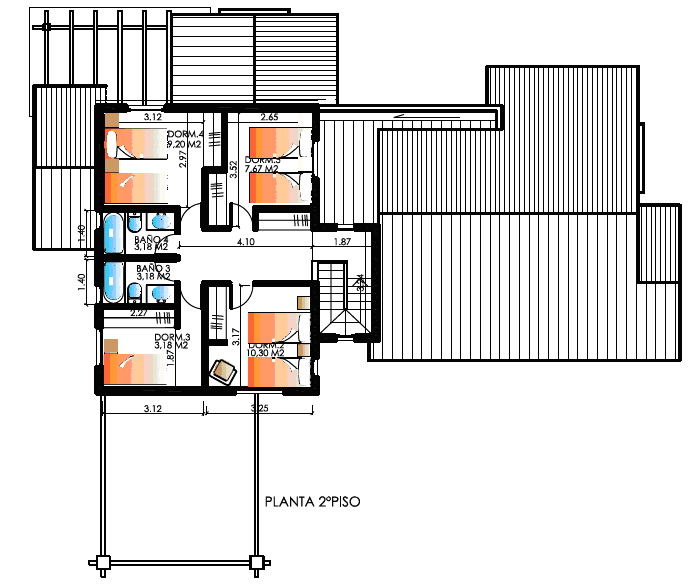 3.12
2.65
DORM.4
9,20 M2
2.97
3.52
7,67 M2
1.40
BAÑO 4
3,18 M2
4.10
1.87
BAÑO 3
3,18 M2
1.40
3.24
2.27
3.17
DORM.3
3,18 M2
1.87
DORM.2
10,30 M2
3.12
3.25
PLANTA 2ºPISO